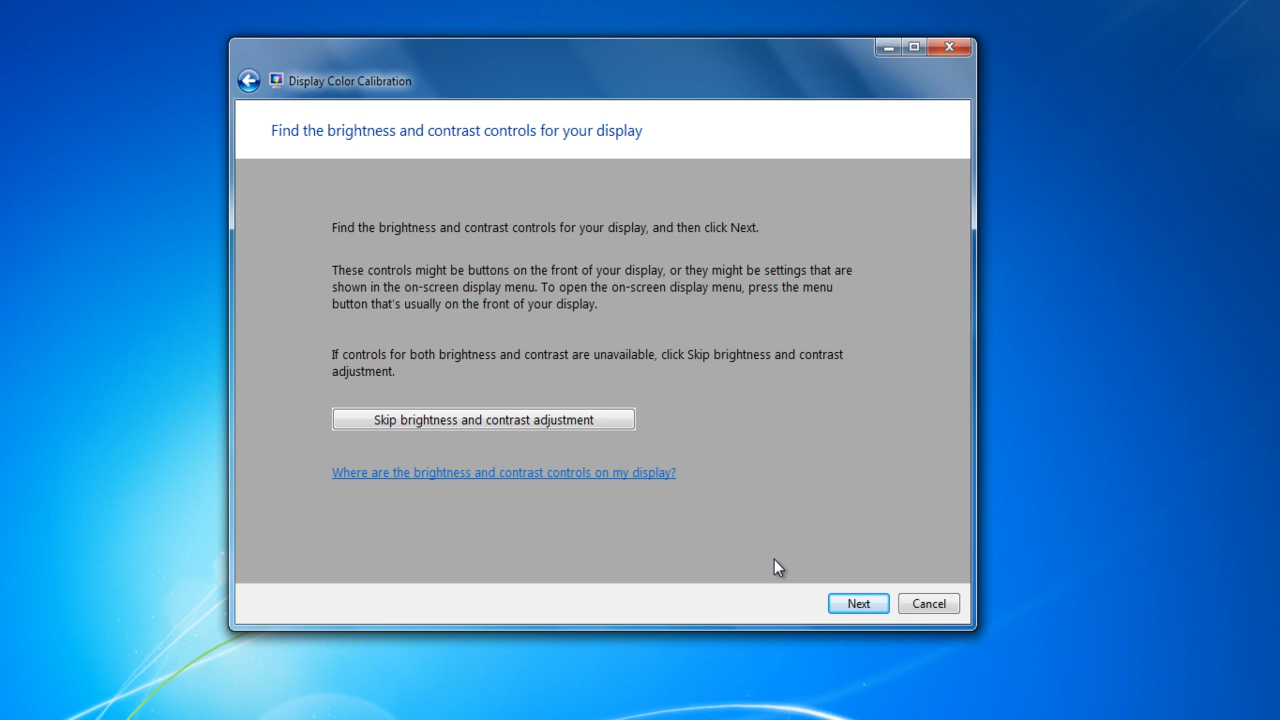 Display Color Calibration
Find the brightness and contrast controls for your display
Find the brightness and contrast controls for your display, and then click Next.
These controls might be buttons on the front of your display, or they might be settings that are
shown in the on-screen display menu. To open the on-screen display menu, press the menu
button that's usually on the front of your display.
If controls for both brightness and contrast are unavailable, click Skip brightness and contrast
adjustment.
Skip brightness and contrast adjustment
Where are the brightness and contrast controls on my display?
Next
Cancel